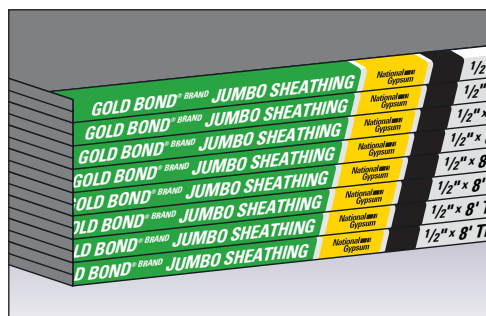 GOLD BOND® BRAND JUMBO SHEATHING National Gypsum 1/2
GOLD BOND® BRAND JUMBO SHEATHING National Gypsum 1/2"
GOLD BOND® BRAND JUMBO SHEATHING National Gypsum 1/2"×
GOLD BOND® BRAND JUMBO SHEATHING National Gypsum 1/2"×
OLD BOND® BRAND JUMBO SHEATHING National Gypsum 1/2"× 8
OLD BOND® BRAND JUMBO SHEATHING National Gypsum 1/2"× 8'
LD BOND® BRAND JUMBO SHEATHING National Gypsum 1/2"× 8' T
D BOND® BRAND JUMBO SHEATHING National Gypsum 1/2"× 8' T